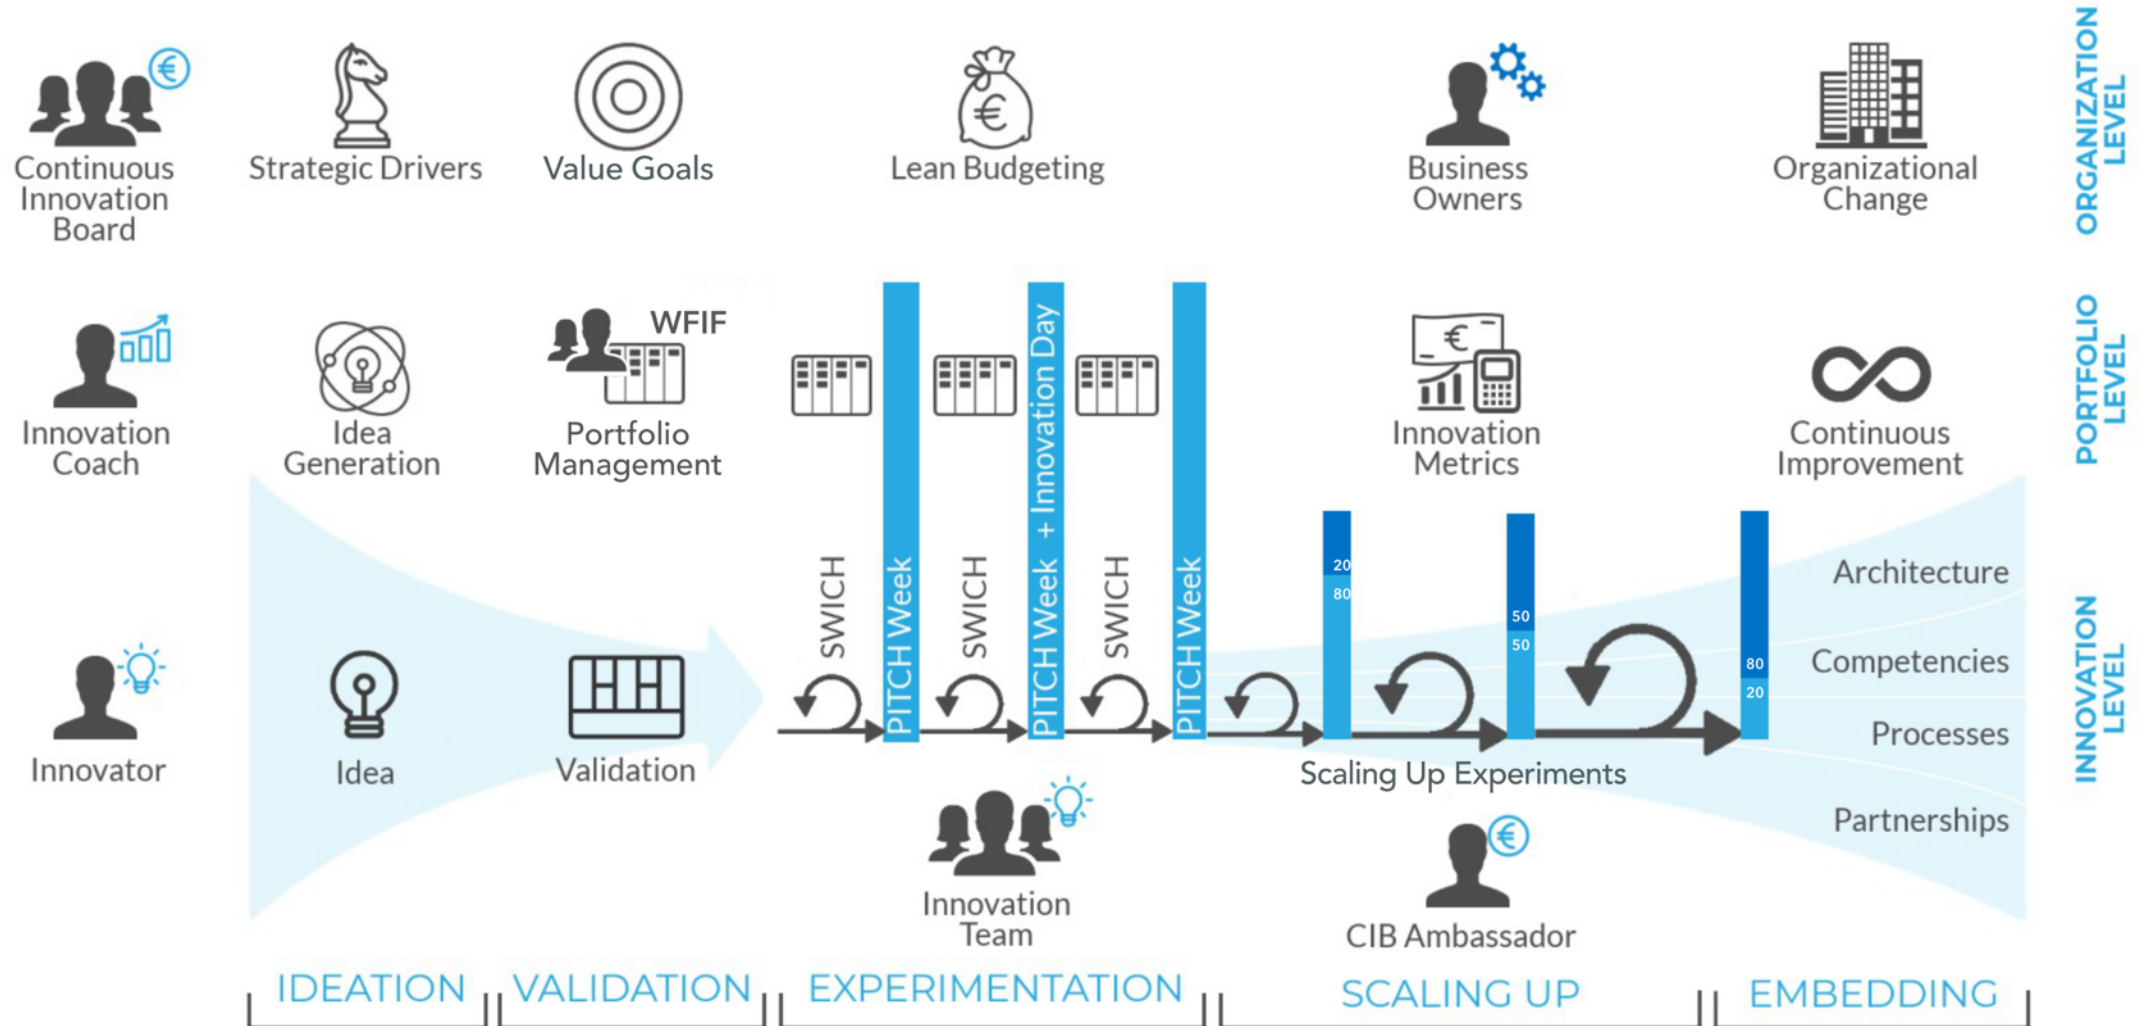 Continuous
Innovation
Board
Strategic Drivers
Value Goals
Lean Budgeting
Business
Owners
Organizational
Change
ORGANIZATION
LEVEL
Innovation
Coach
Idea
Generation
WFIF
Portfolio
Management
Innovation
Metrics
Continuous
Improvement
PORTFOLIO
LEVEL
Innovator
Idea
Validation
SWICH
PITCH Week
SWICH
PITCH Week + Innovation Day
SWICH
PITCH Week
20
80
50
50
80
20
Scaling Up Experiments
Architecture
Competencies
Processes
Partnerships
INNOVATION
LEVEL
Innovation
Team
CIB Ambassador
IDEATION
VALIDATION
EXPERIMENTATION
SCALING UP
EMBEDDING